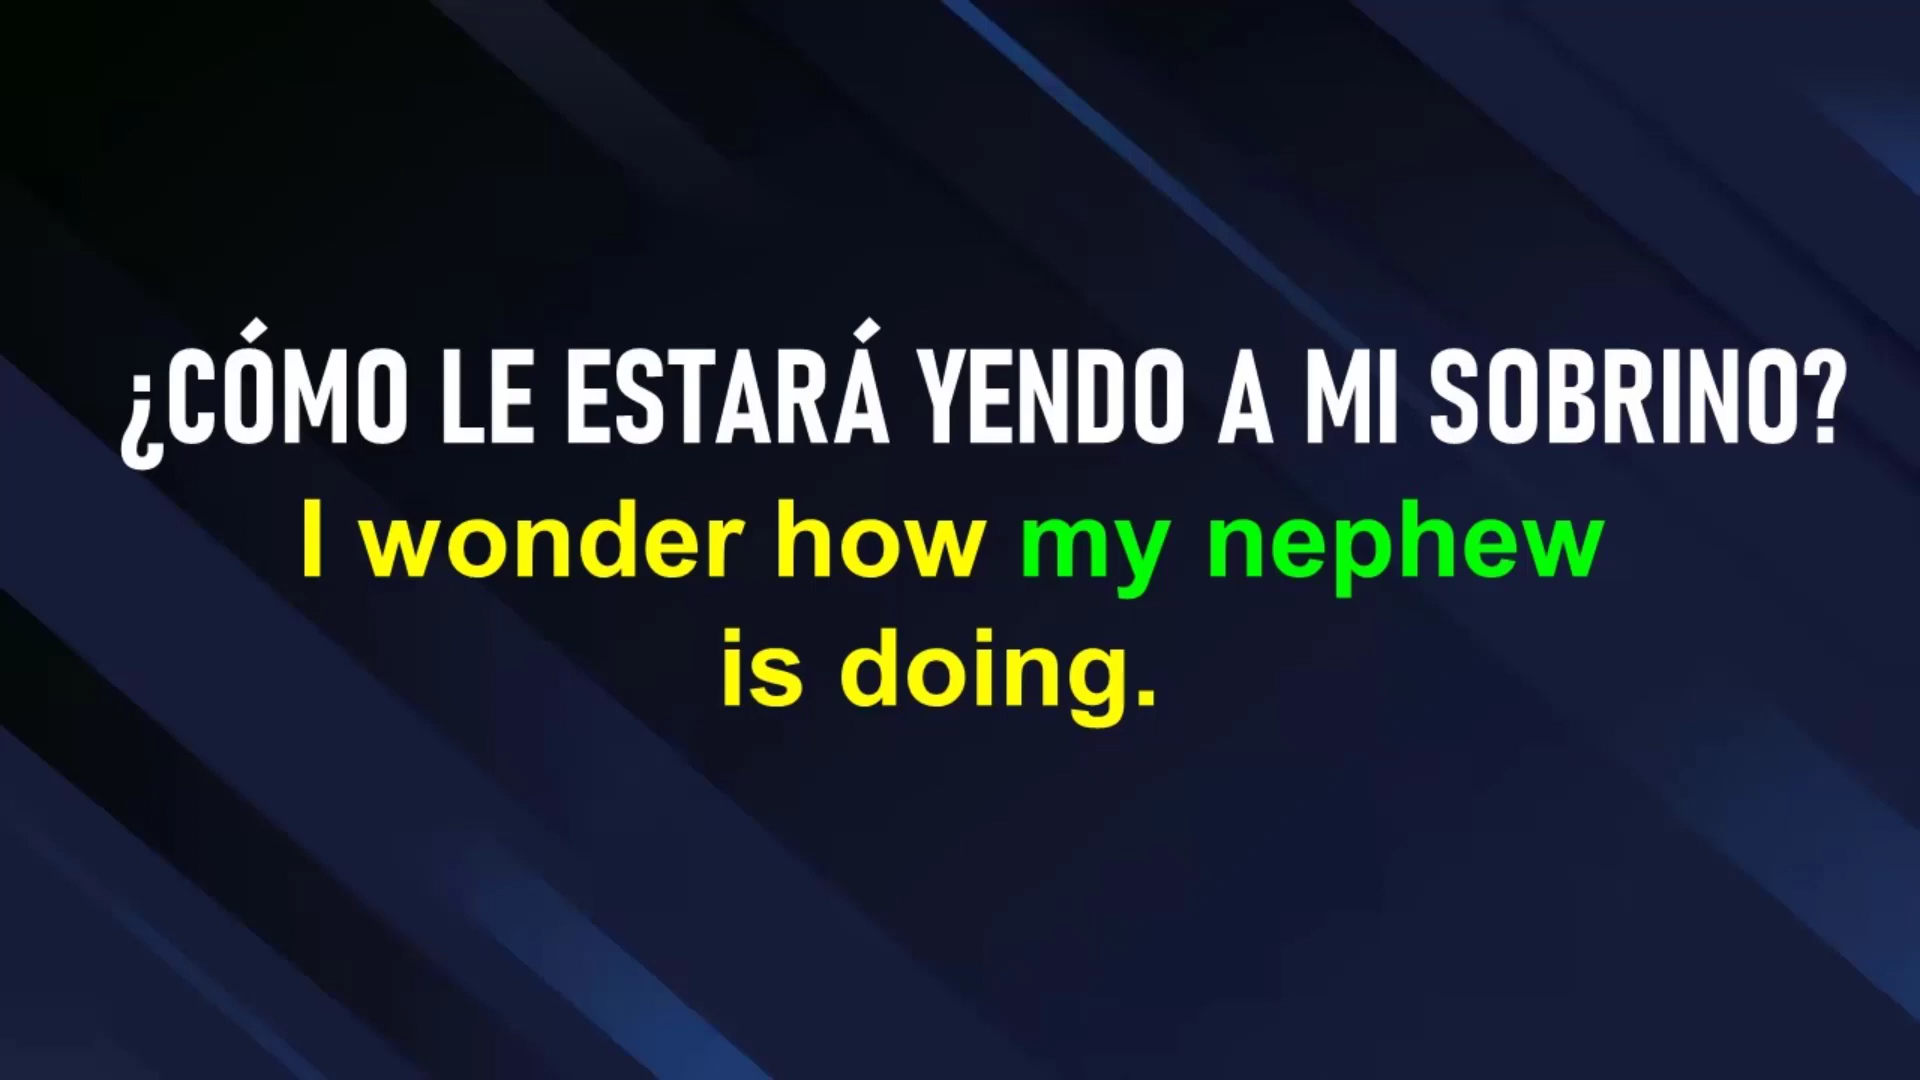 ¿CÓMO LE ESTARÁ YENDO A MI SOBRINO?
I wonder how my nephew
is doing.